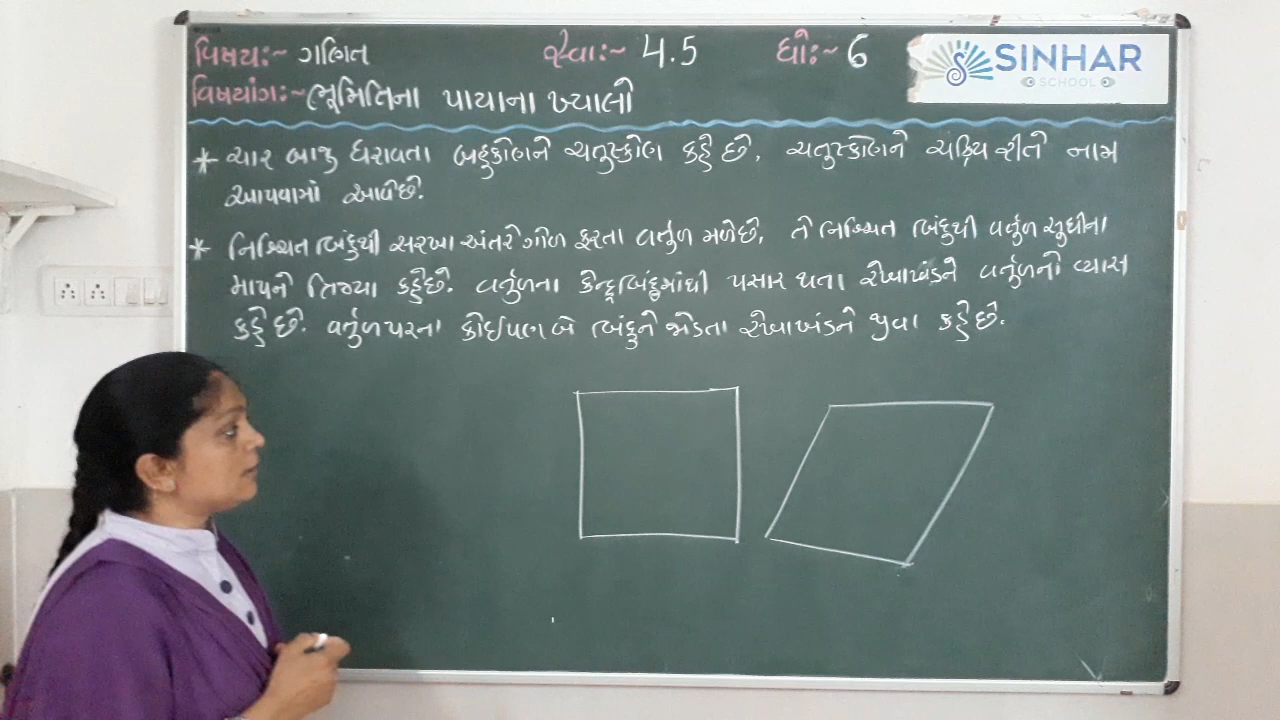 વિષય:~ ગણિત સ્વા:~ 4.5 ધો:~ 6
SINHAR
SCHOOL
વિષયાંગ:~ ભૂમિતિના પાયાના ખ્યાલો
* ચાર બાજુ ધરાવતા બહુકોણને ચતુષ્કોણ કહે છે. ચતુષ્કોણને ચક્રિય રીતે નામ
આપવામાં આવે છે.
* નિશ્ચિત બિંદુથી સરખા અંતરે ગોળ ફરતા વર્તુળ મળે છે. તે નિશ્ચિત બિંદુથી વર્તુળ સુધીના
માપને ત્રિજ્યા કહે છે. વર્તુળના કેન્દ્રબિંદુમાંથી પસાર થતા રેખાખંડને વર્તુળનો વ્યાસ
કહે છે. વર્તુળ પરના કોઈપણ બે બિંદુને જોડતા રેખાખંડને જીવા કહે છે.